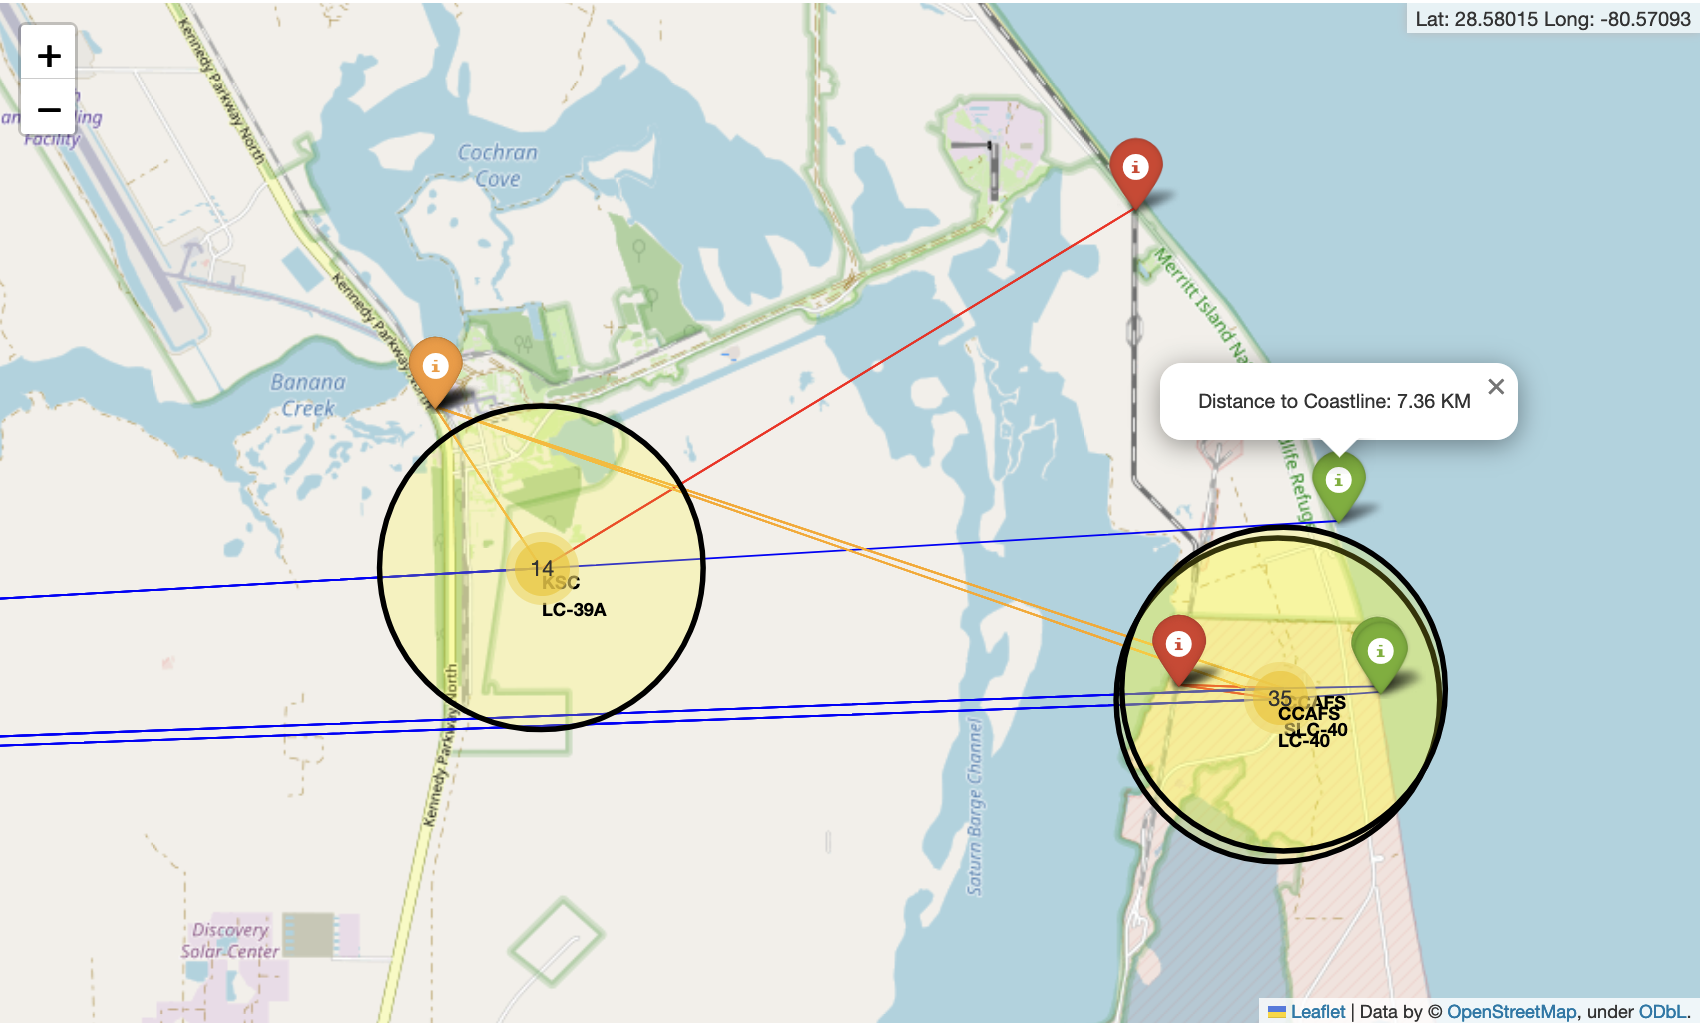 Lat: 28.58015 Long: -80.57093
+
−
Facility
Kennedy Parkway North
Cochran
Cove
Kennedy Parkway North
Banana
Creek
Merritt Island Na
Distance to Coastline: 7.36 KM
×
life Refug
14
KSC
LC-39A
35
CCAFS
CCAFS
SLC-40
LC-40
Kennedy Parkway North
Saturn Barge Channel
Discovery
Solar Center
Leaflet | Data by © OpenStreetMap, under ODbL.